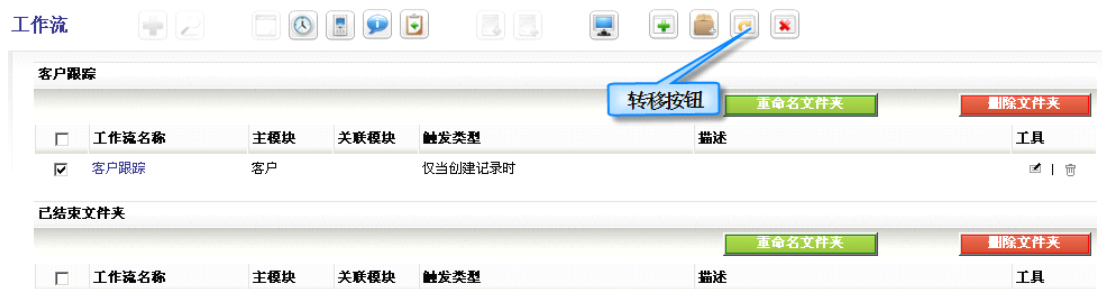 工作流
客户跟踪
转移按钮
重命名文件夹 删除文件夹
工作流名称 主模块 关联模块 触发类型 描述 工具
客户跟踪 客户 仅当创建记录时 |
已结束文件夹
重命名文件夹 删除文件夹
工作流名称 主模块 关联模块 触发类型 描述 工具